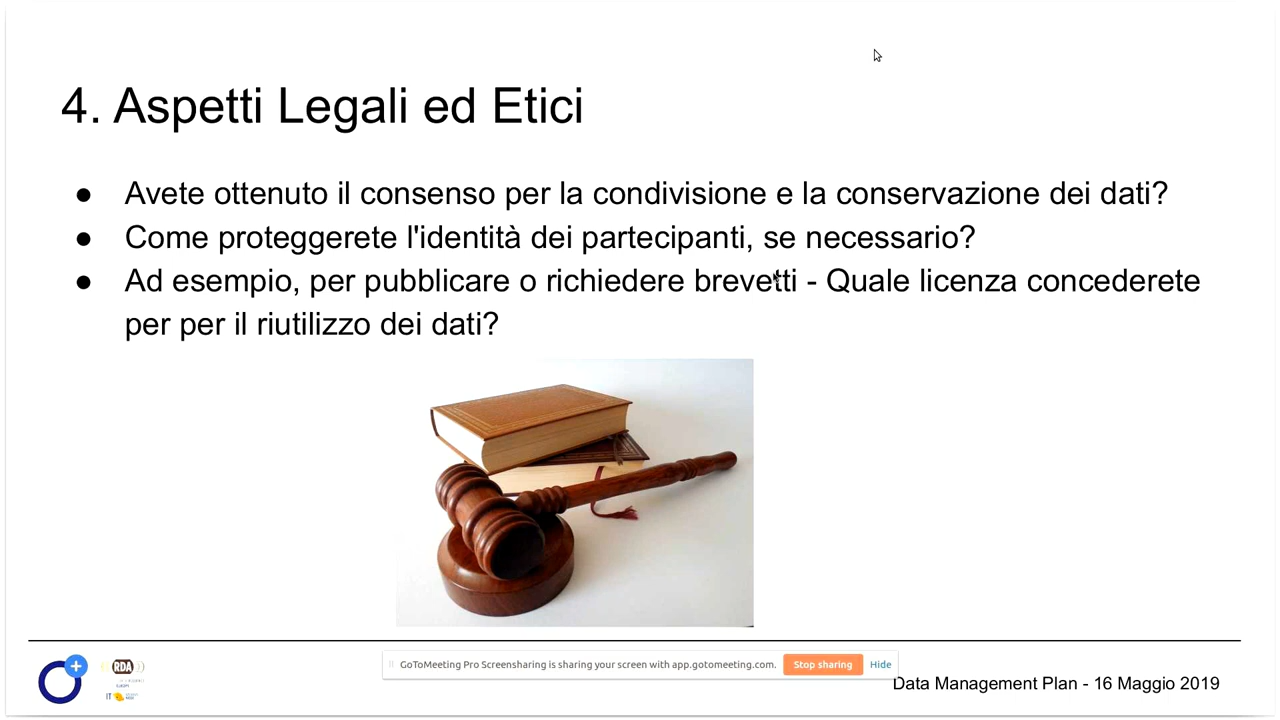 4. Aspetti Legali ed Etici
● Avete ottenuto il consenso per la condivisione e la conservazione dei dati?
● Come proteggerete l'identità dei partecipanti, se necessario?
● Ad esempio, per pubblicare o richiedere brevetti - Quale licenza concederete
per per il riutilizzo dei dati?
RDA
IT
GoToMeeting Pro Screensharing is sharing your screen with app.gotomeeting.com. Stop sharing Hide
Data Management Plan - 16 Maggio 2019